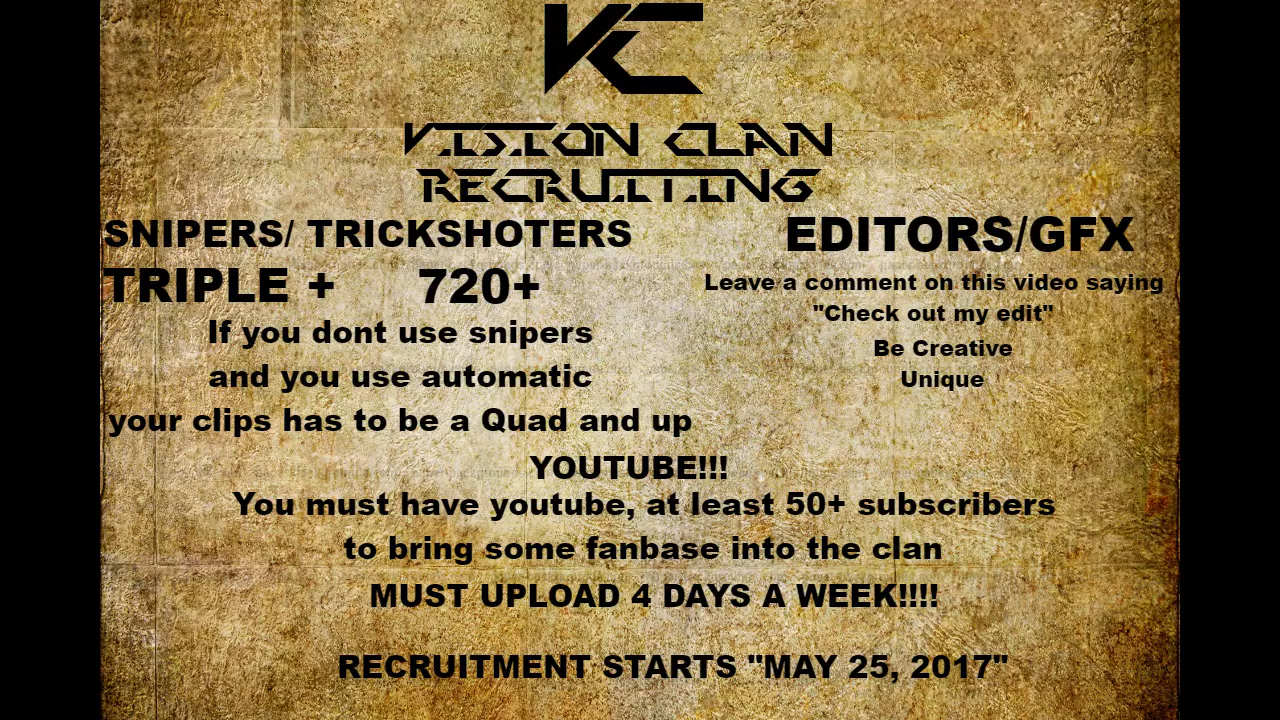 VC
VISION CLAN
RECRUITING
SNIPERS/ TRICKSHOTERS
TRIPLE + 720+
If you dont use snipers
and you use automatic
your clips has to be a Quad and up
EDITORS/GFX
Leave a comment on this video saying
"Check out my edit"
Be Creative
Unique
YOUTUBE!!!
You must have youtube, at least 50+ subscribers
to bring some fanbase into the clan
MUST UPLOAD 4 DAYS A WEEK!!!!
RECRUITMENT STARTS "MAY 25, 2017"